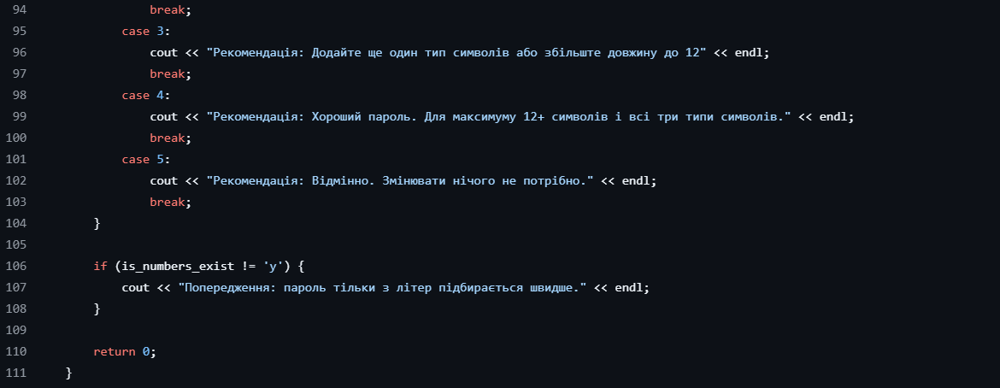 94 break;
95 case 3:
96 cout << "Рекомендація: Додайте ще один тип символів або збільште довжину до 12" << endl;
97 break;
98 case 4:
99 cout << "Рекомендація: Хороший пароль. Для максимуму 12+ символів і всі три типи символів." << endl;
100 break;
101 case 5:
102 cout << "Рекомендація: Відмінно. Змінювати нічого не потрібно." << endl;
103 break;
104 }
105
106 if (is_numbers_exist != 'y') {
107 cout << "Попередження: пароль тільки з літер підбирається швидше." << endl;
108 }
109
110 return 0;
111 }